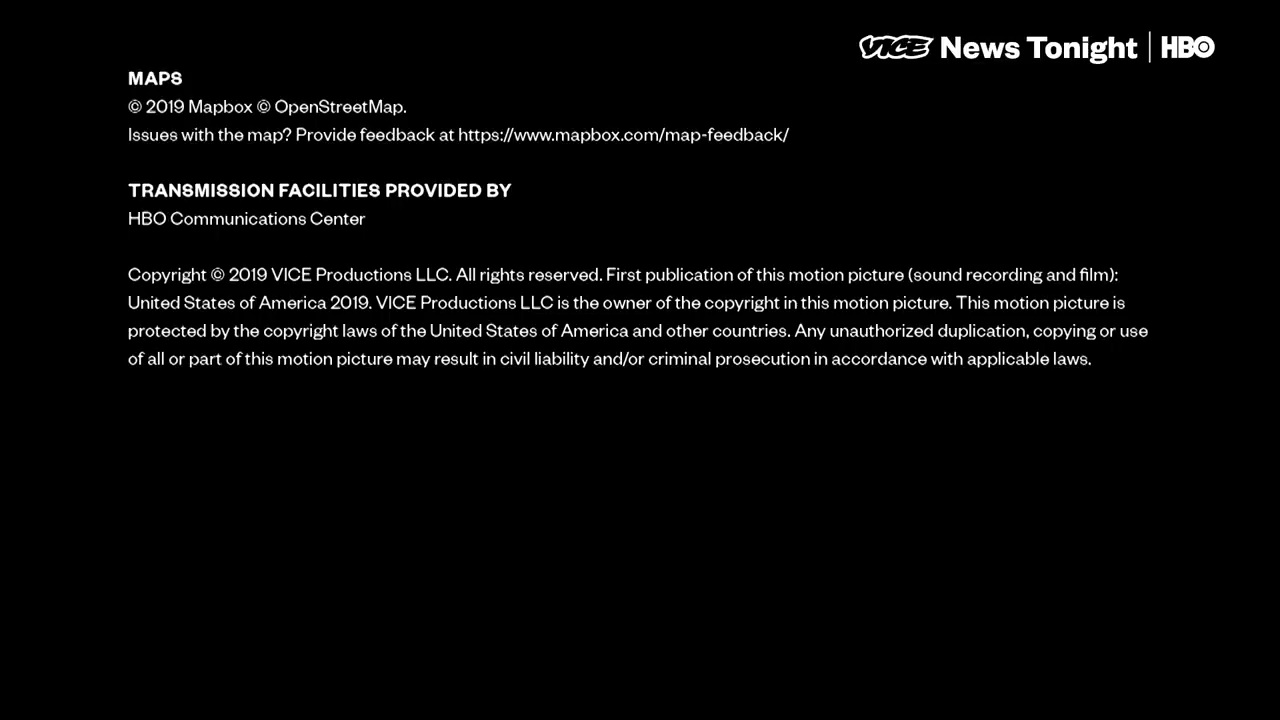 VICE News Tonight | HBO
MAPS
© 2019 Mapbox © OpenStreetMap.
Issues with the map? Provide feedback at https://www.mapbox.com/map-feedback/
TRANSMISSION FACILITIES PROVIDED BY
HBO Communications Center
Copyright © 2019 VICE Productions LLC. All rights reserved. First publication of this motion picture (sound recording and film):
United States of America 2019. VICE Productions LLC is the owner of the copyright in this motion picture. This motion picture is
protected by the copyright laws of the United States of America and other countries. Any unauthorized duplication, copying or use
of all or part of this motion picture may result in civil liability and/or criminal prosecution in accordance with applicable laws.